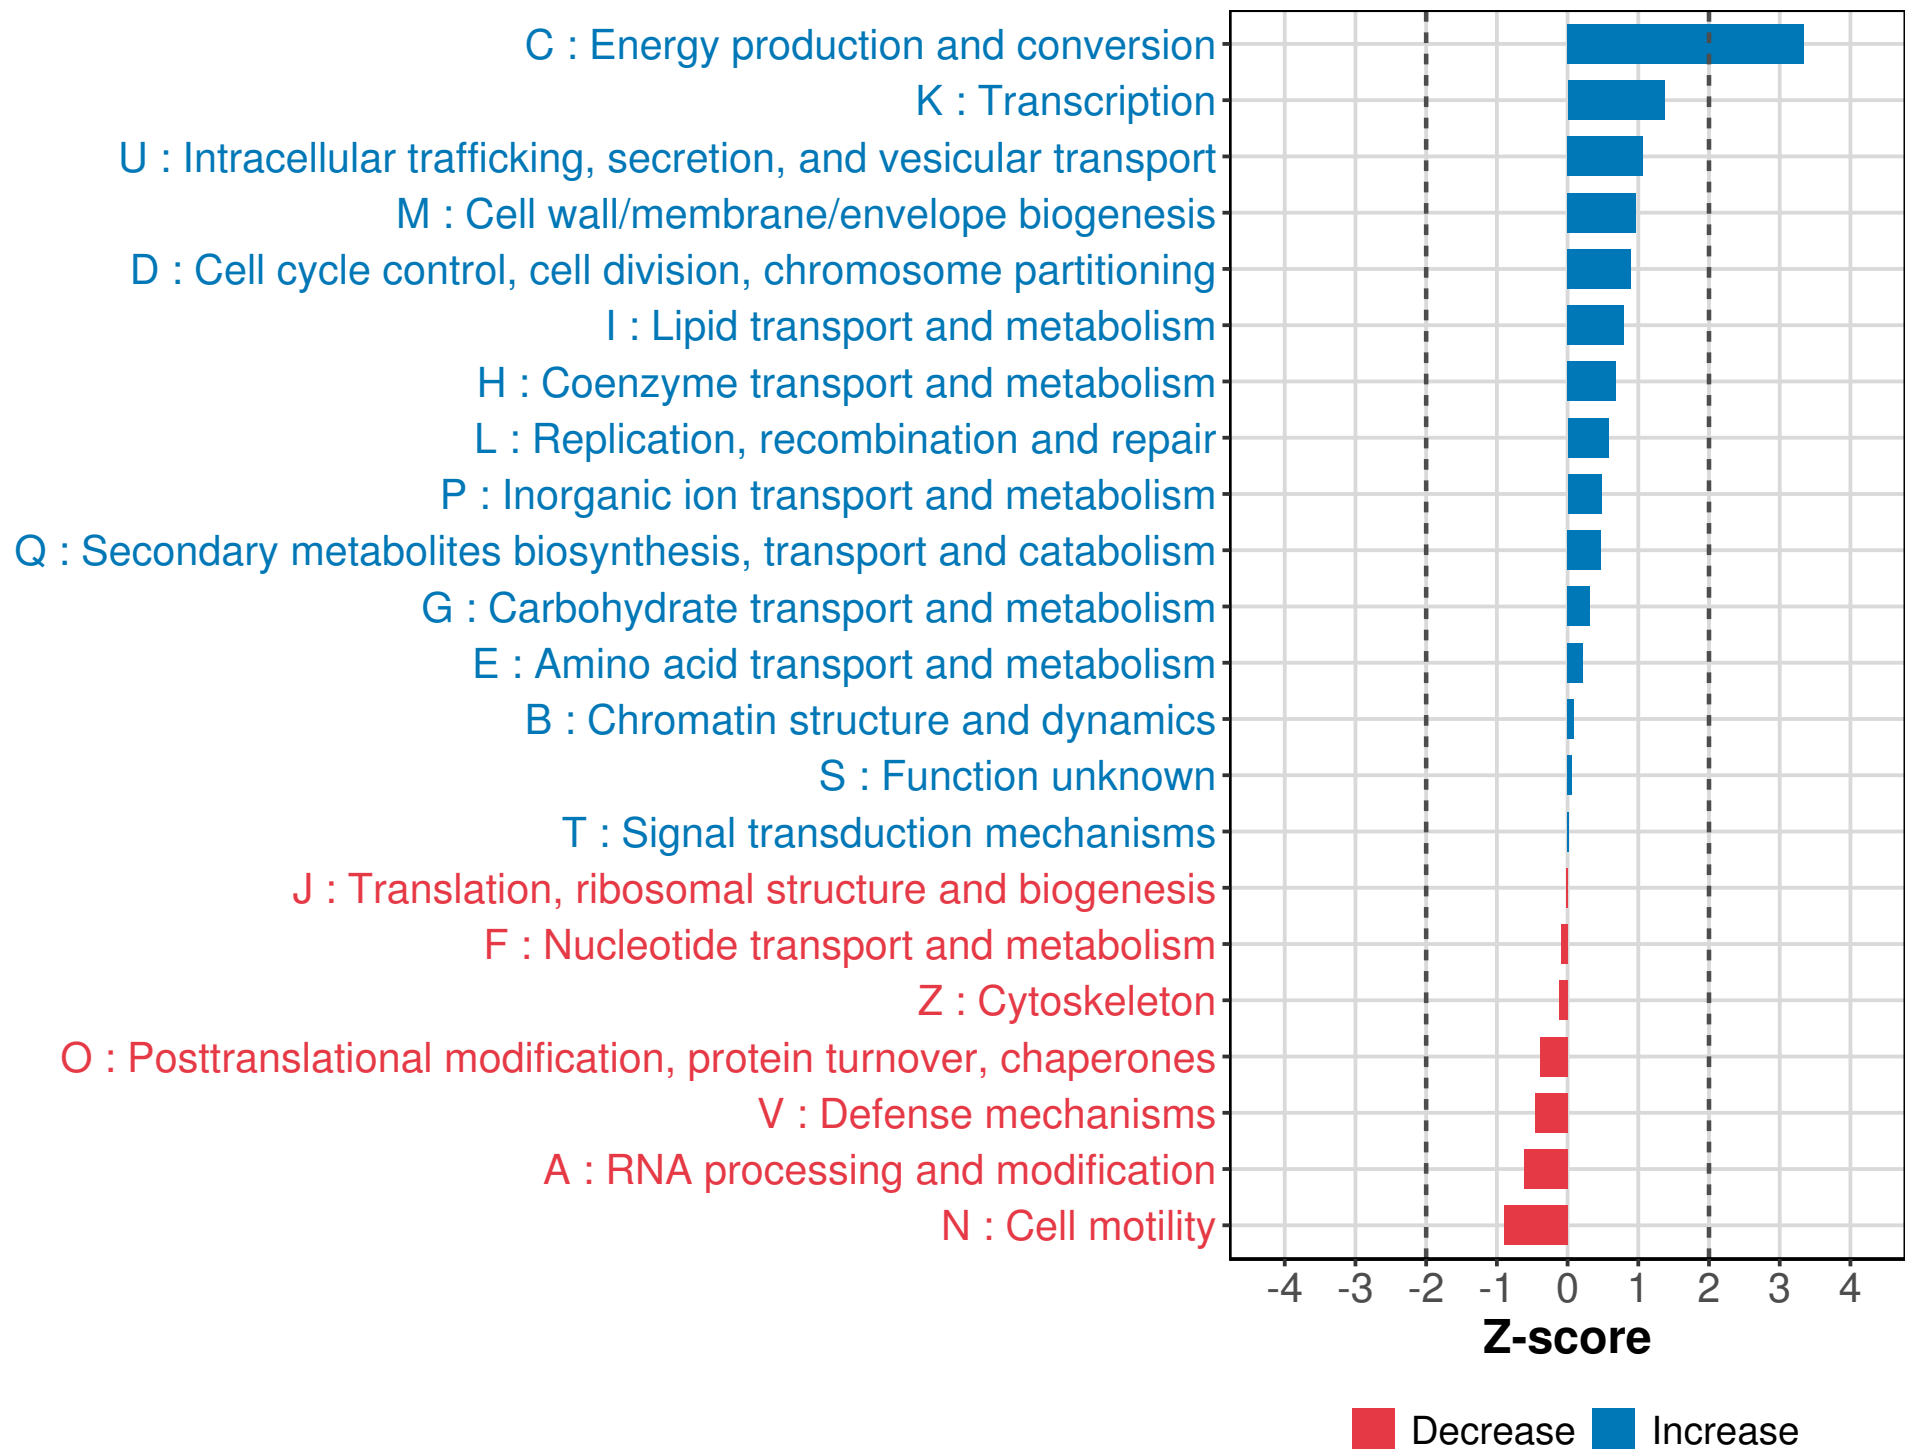 C : Energy production and conversion
K : Transcription
U : Intracellular trafficking, secretion, and vesicular transport
M : Cell wall/membrane/envelope biogenesis
D : Cell cycle control, cell division, chromosome partitioning
I : Lipid transport and metabolism
H : Coenzyme transport and metabolism
L : Replication, recombination and repair
P : Inorganic ion transport and metabolism
Q : Secondary metabolites biosynthesis, transport and catabolism
G : Carbohydrate transport and metabolism
E : Amino acid transport and metabolism
B : Chromatin structure and dynamics
S : Function unknown
T : Signal transduction mechanisms
J : Translation, ribosomal structure and biogenesis
F : Nucleotide transport and metabolism
Z : Cytoskeleton
O : Posttranslational modification, protein turnover, chaperones
V : Defense mechanisms
A : RNA processing and modification
N : Cell motility
-4 -3 -2 -1 0 1 2 3 4
Z-score
Decrease Increase